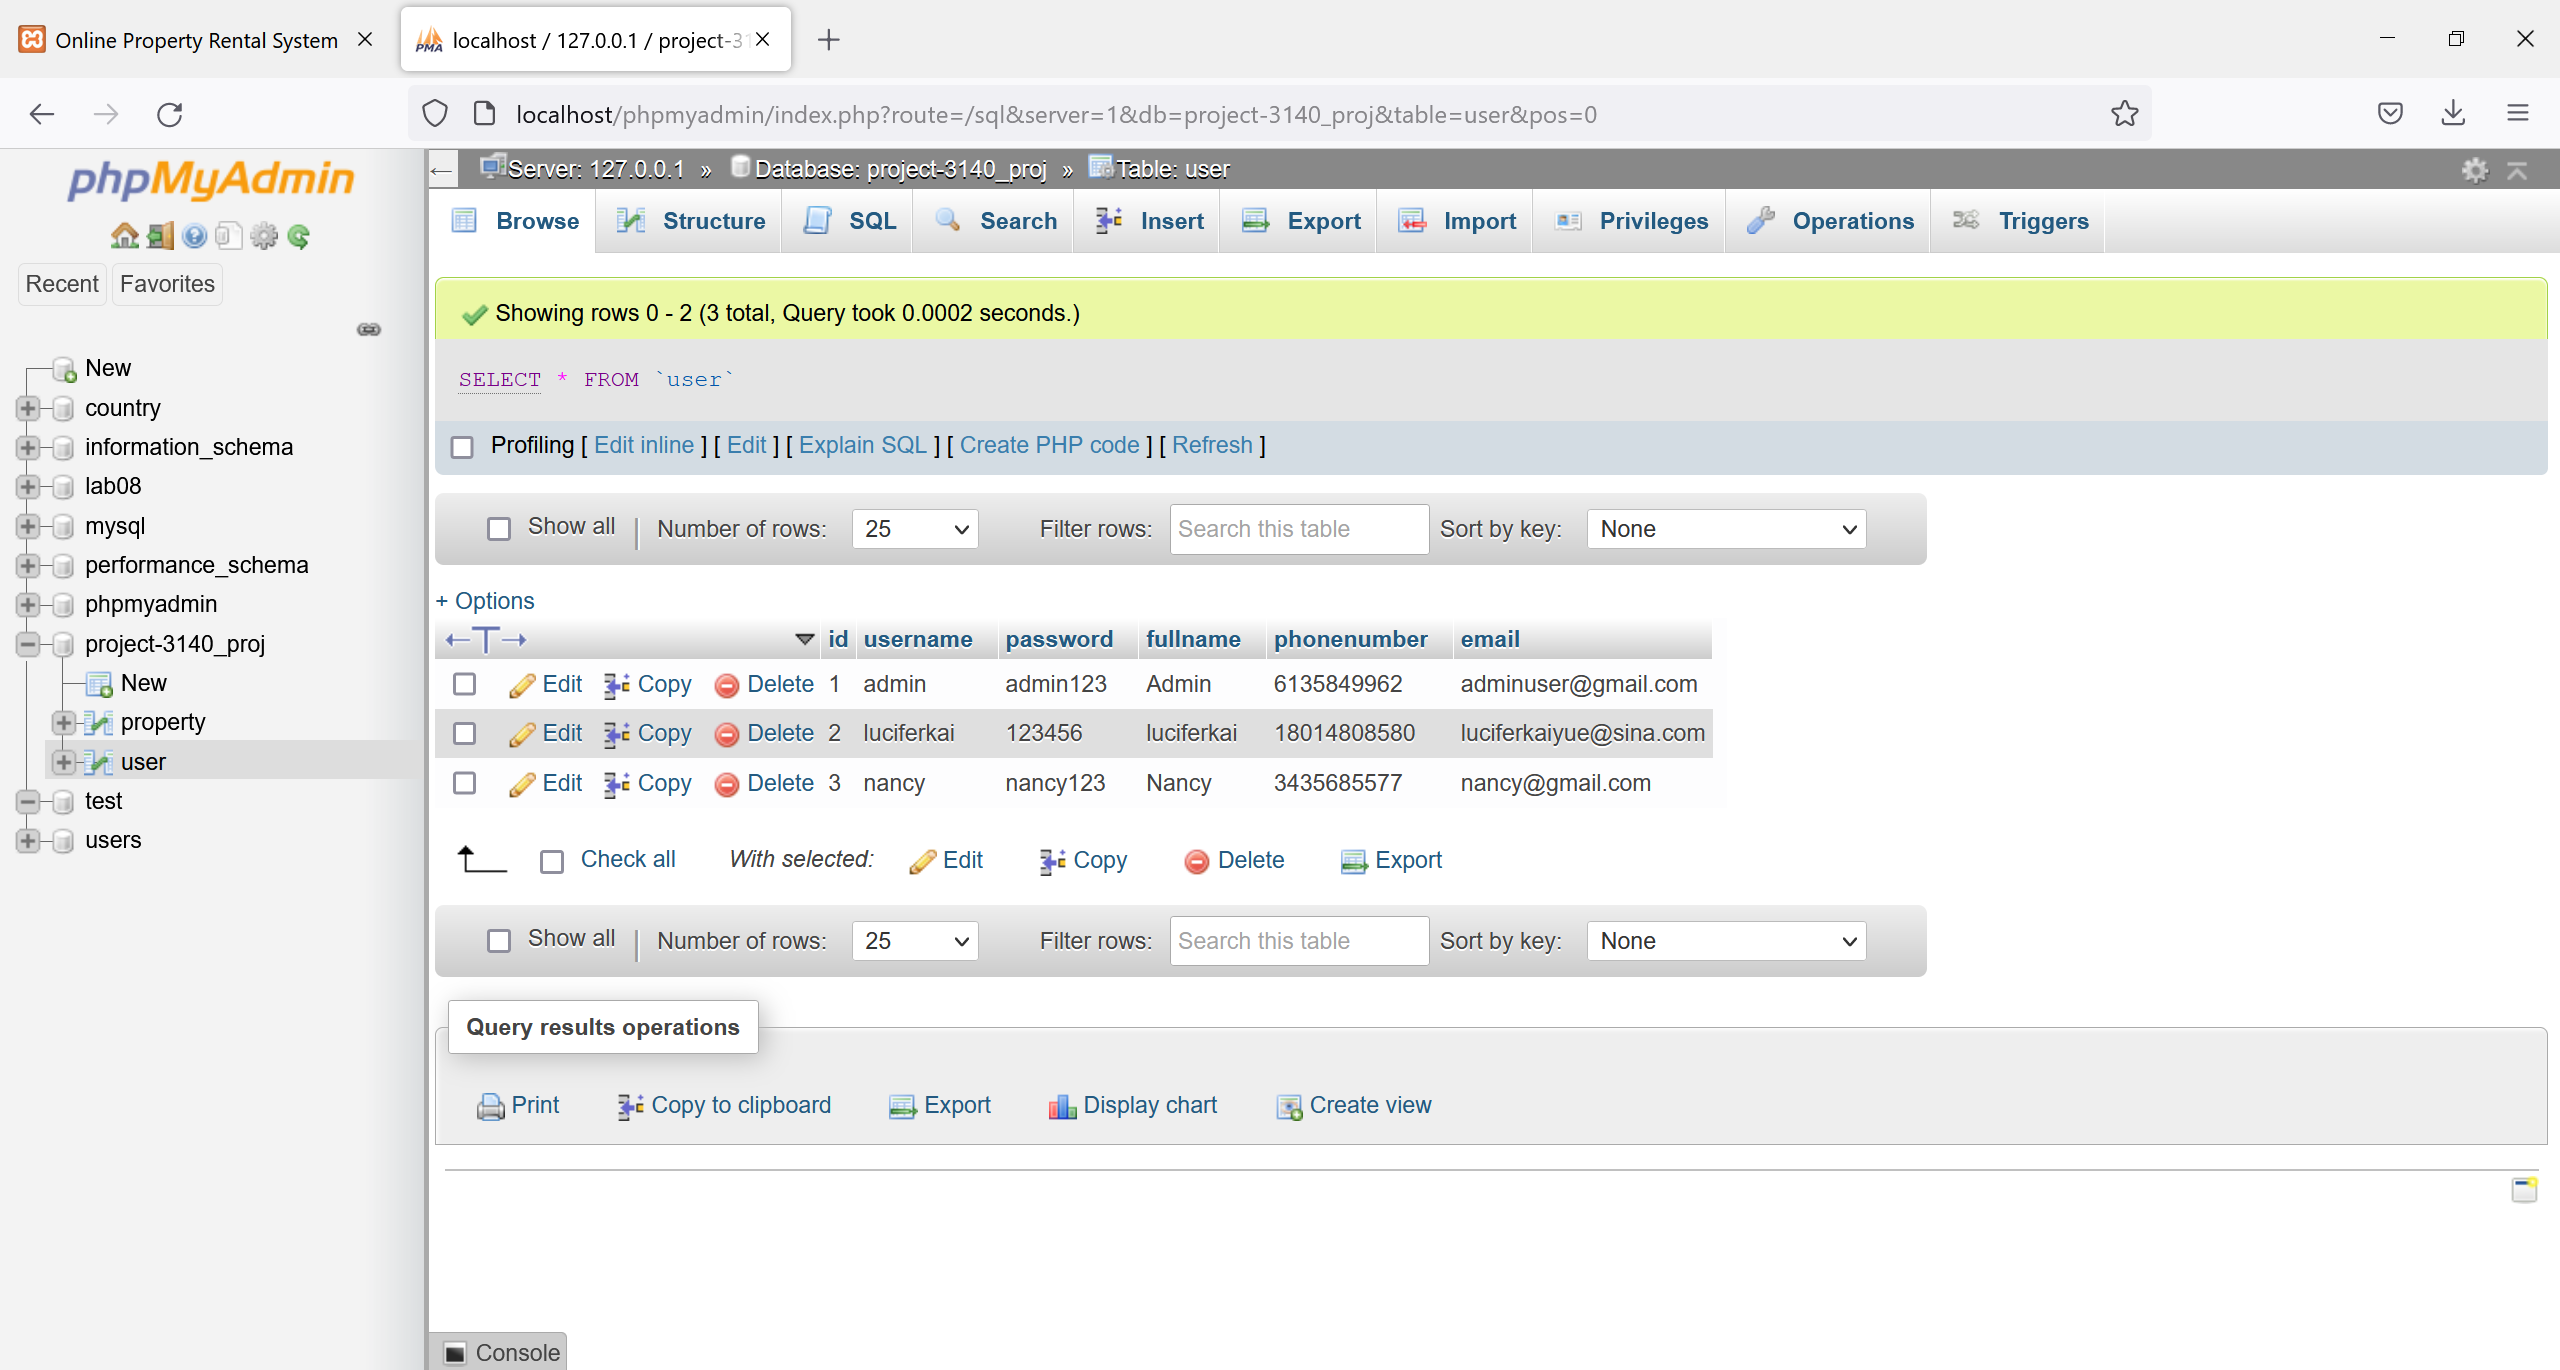 Online Property Rental System
localhost / 127.0.0.1 / project-31
localhost/phpmyadmin/index.php?route=/sql&server=1&db=project-3140_proj&table=user&pos=0
phpMyAdmin
Recent Favorites
New
country
information_schema
lab08
mysql
performance_schema
phpmyadmin
project-3140_proj
New
property
user
test
users
Server: 127.0.0.1 » Database: project-3140_proj » Table: user
Browse Structure SQL Search Insert Export Import Privileges Operations Triggers
Showing rows 0 - 2 (3 total, Query took 0.0002 seconds.)
SELECT * FROM `user`
Profiling [ Edit inline ] [ Edit ] [ Explain SQL ] [ Create PHP code ] [ Refresh ]
Show all | Number of rows: 25 Filter rows: Search this table Sort by key: None
+ Options
←T→ id username password fullname phonenumber email
Edit Copy Delete 1 admin admin123 Admin 6135849962 adminuser@gmail.com
Edit Copy Delete 2 luciferkai 123456 luciferkai 18014808580 luciferkaiyue@sina.com
Edit Copy Delete 3 nancy nancy123 Nancy 3435685577 nancy@gmail.com
Check all With selected: Edit Copy Delete Export
Show all | Number of rows: 25 Filter rows: Search this table Sort by key: None
Query results operations
Print Copy to clipboard Export Display chart Create view
Console